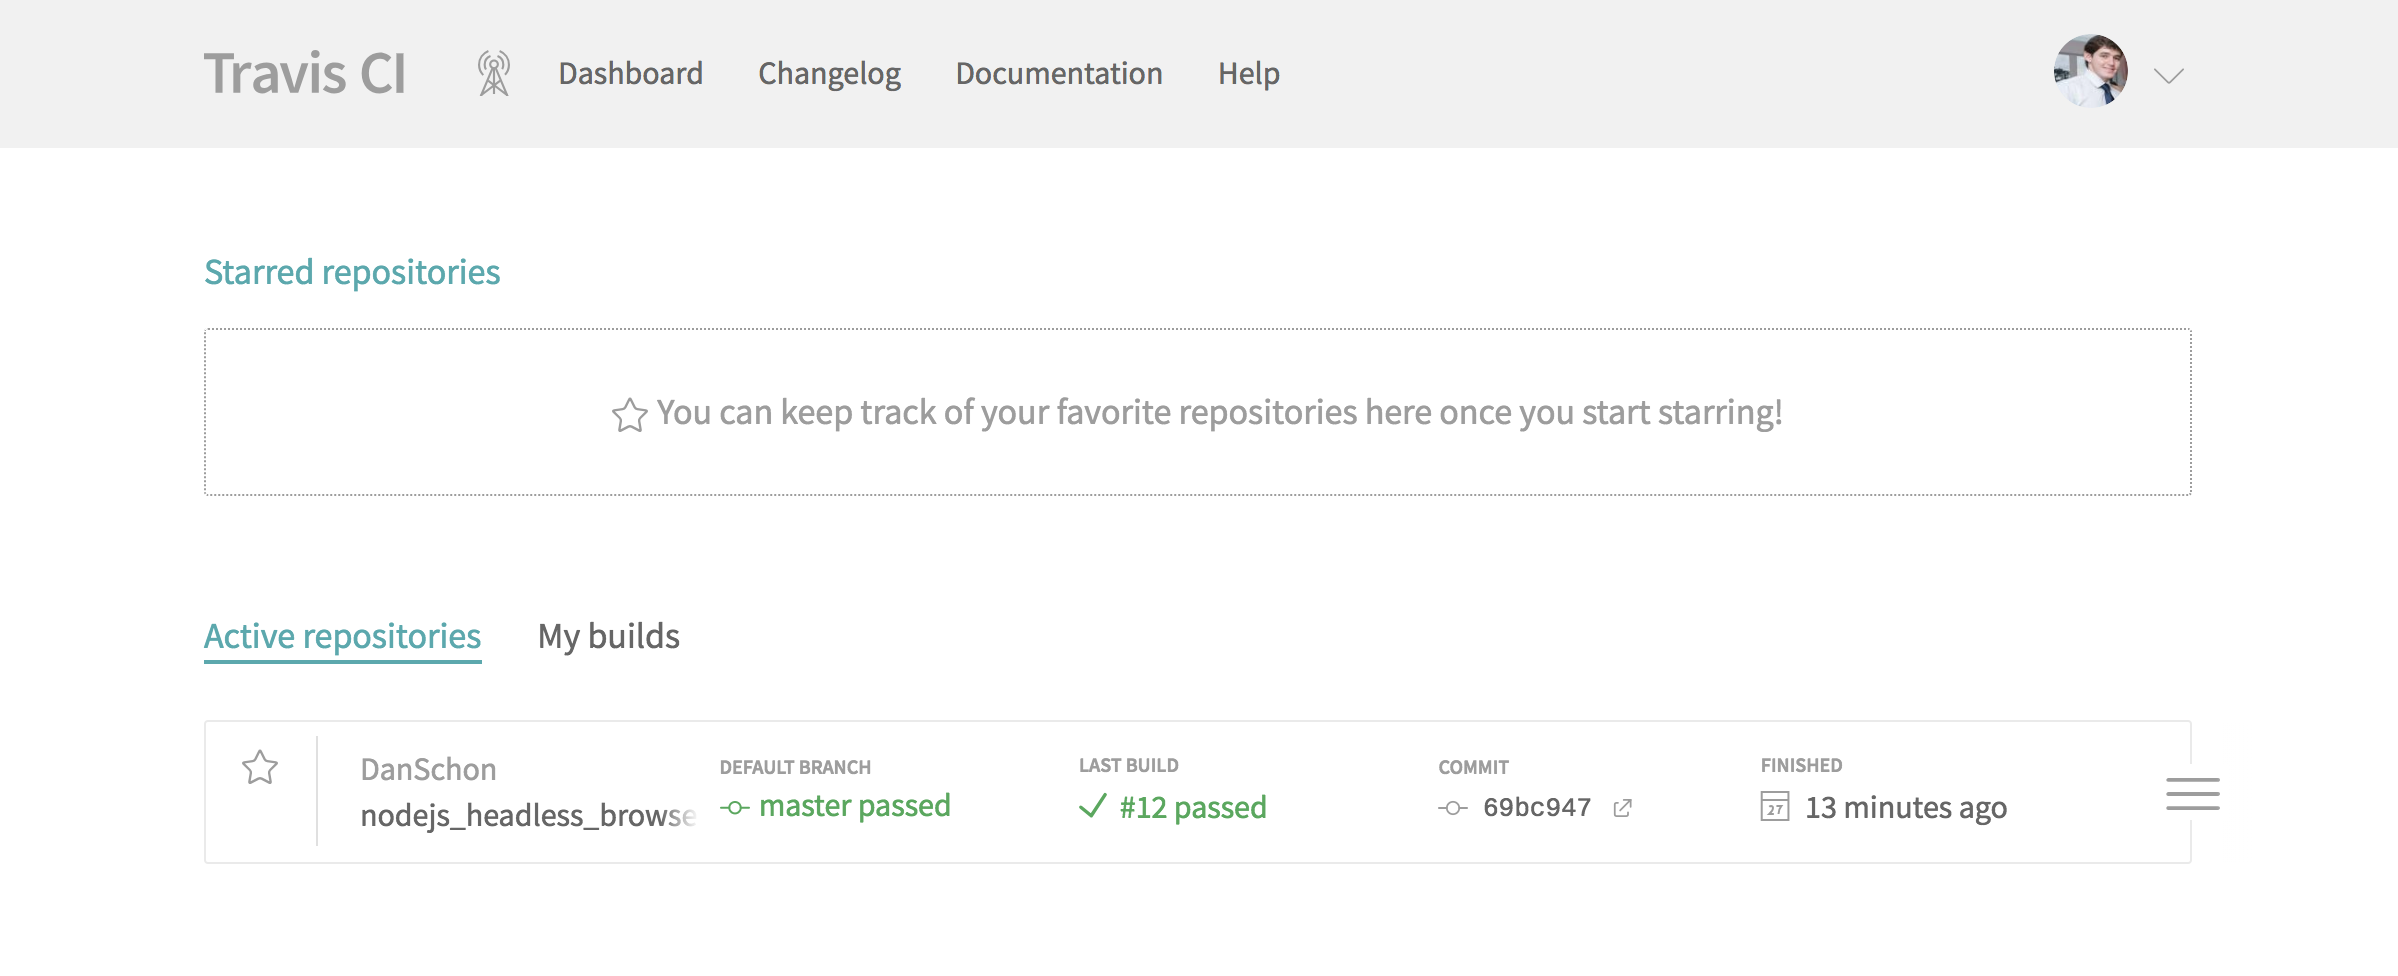 Travis CI Dashboard Changelog Documentation Help
Starred repositories
You can keep track of your favorite repositories here once you start starring!
Active repositories My builds
DanSchon
nodejs_headless_browse
DEFAULT BRANCH
master passed
LAST BUILD
#12 passed
COMMIT
69bc947
FINISHED
27 13 minutes ago